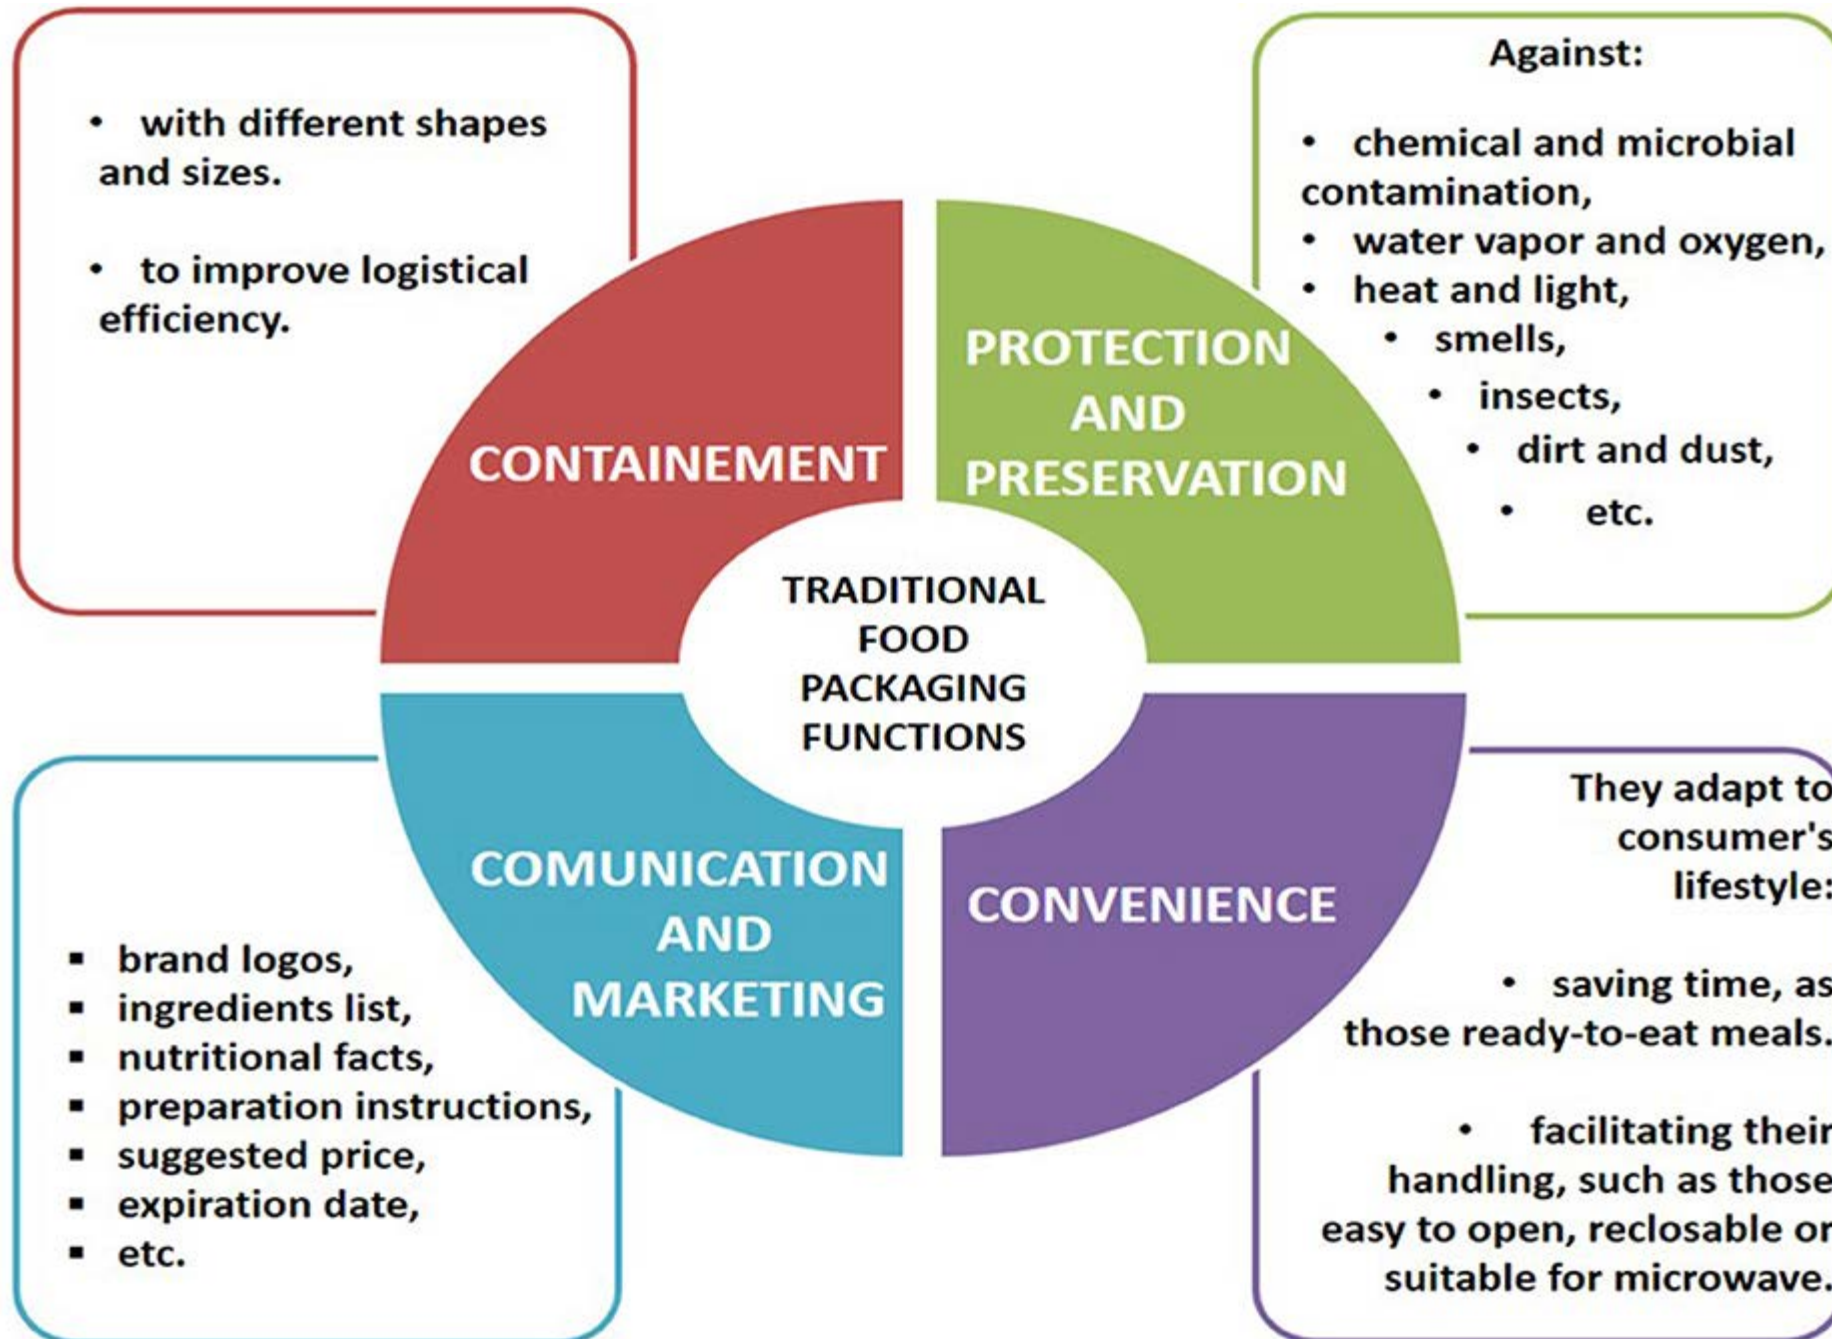 • with different shapes
and sizes.
• to improve logistical
efficiency.
CONTAINEMENT
Against:
• chemical and microbial
contamination,
• water vapor and oxygen,
• heat and light,
• smells,
• insects,
• dirt and dust,
• etc.
PROTECTION
AND
PRESERVATION
TRADITIONAL
FOOD
PACKAGING
FUNCTIONS
COMUNICATION
AND
MARKETING
▪ brand logos,
▪ ingredients list,
▪ nutritional facts,
▪ preparation instructions,
▪ suggested price,
▪ expiration date,
▪ etc.
CONVENIENCE
They adapt to
consumer's
lifestyle:
• saving time, as
those ready-to-eat meals.
• facilitating their
handling, such as those
easy to open, reclosable or
suitable for microwave.